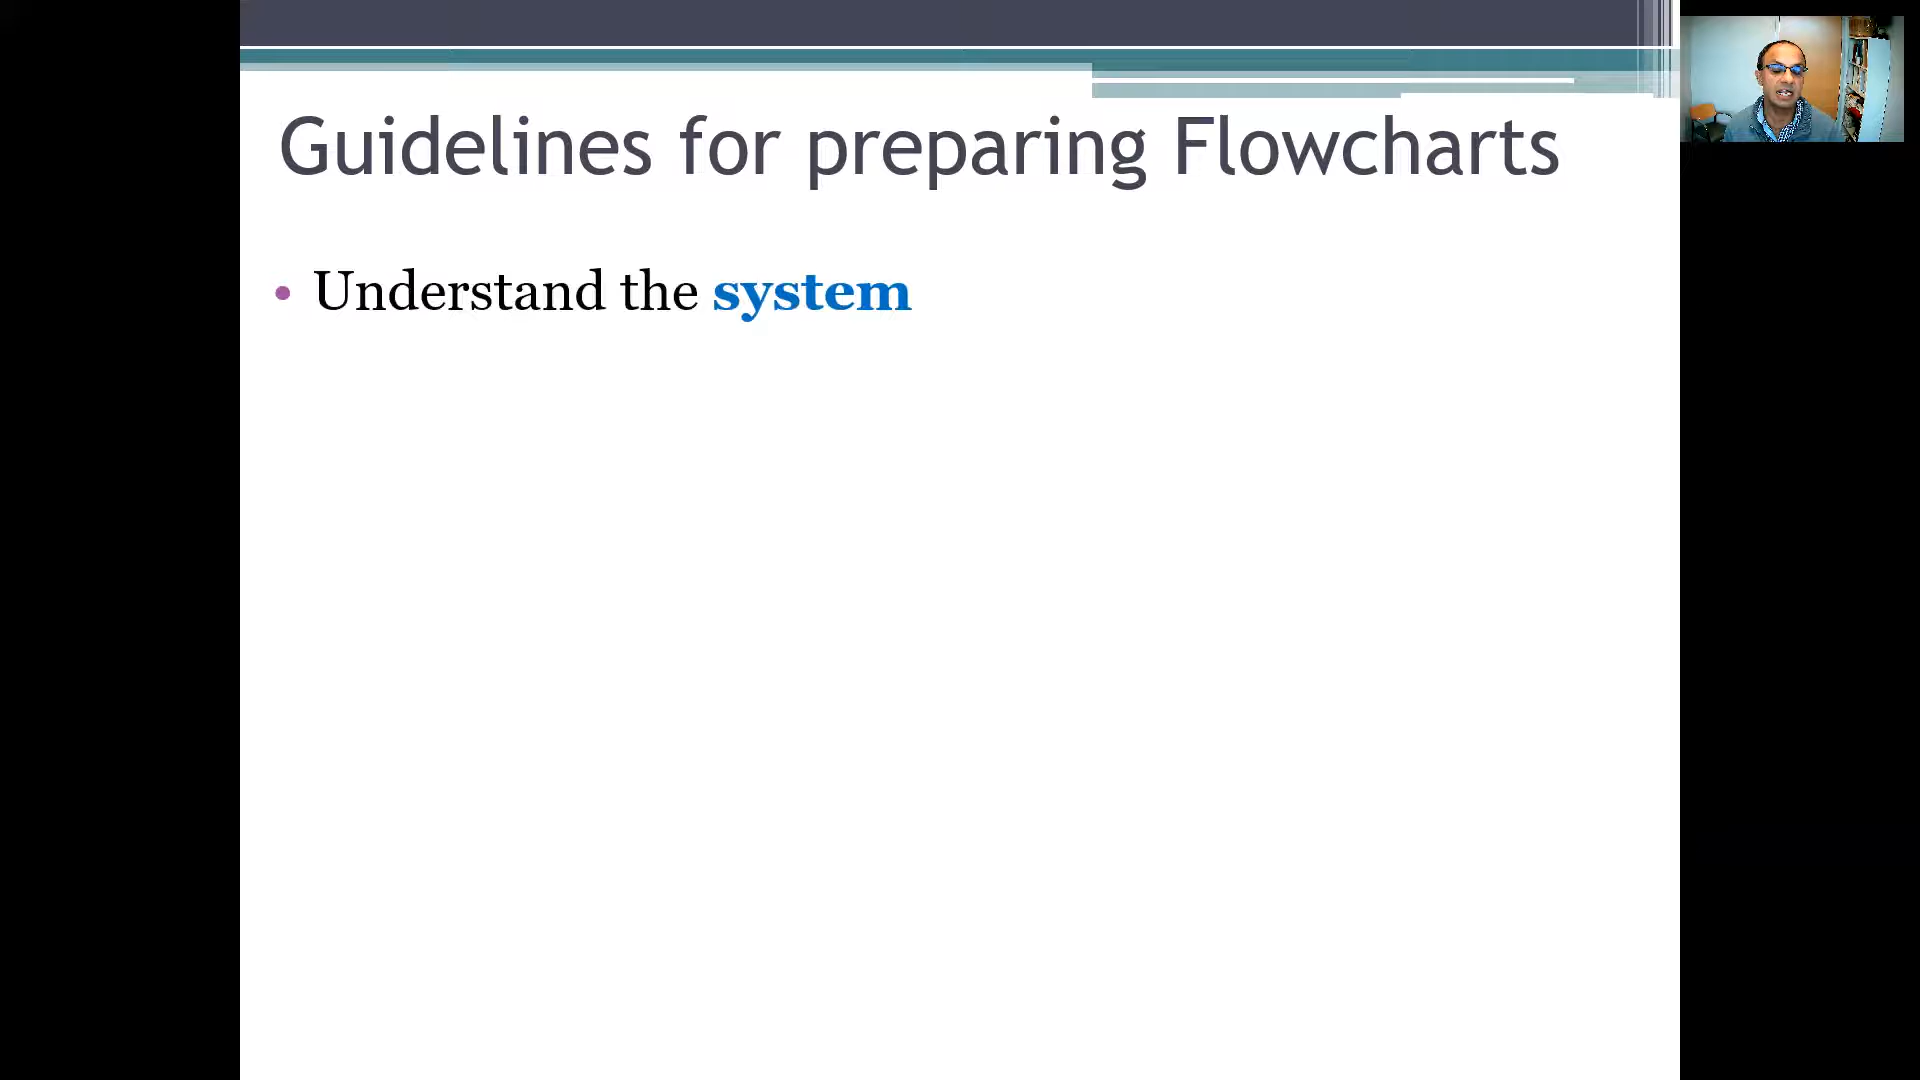 Guidelines for preparing Flowcharts
• Understand the system